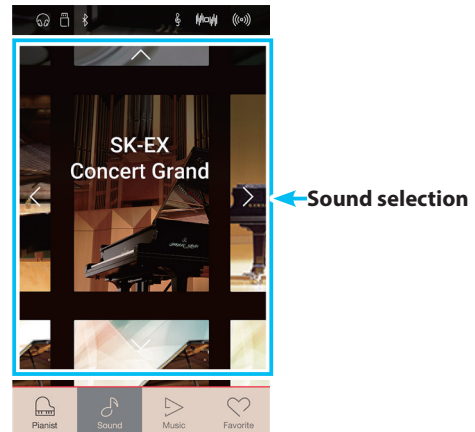 SK-EX
Concert Grand
Sound selection
Pianist
Sound
Music
Favorite